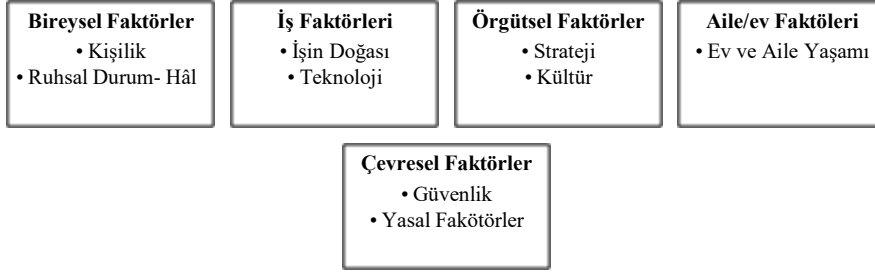 Bireysel Faktörler
• Kişilik
• Ruhsal Durum- Hâl
İş Faktörleri
• İşin Doğası
• Teknoloji
Örgütsel Faktörler
• Strateji
• Kültür
Aile/ev Faktöleri
• Ev ve Aile Yaşamı
Çevresel Faktörler
• Güvenlik
• Yasal Fakötörler